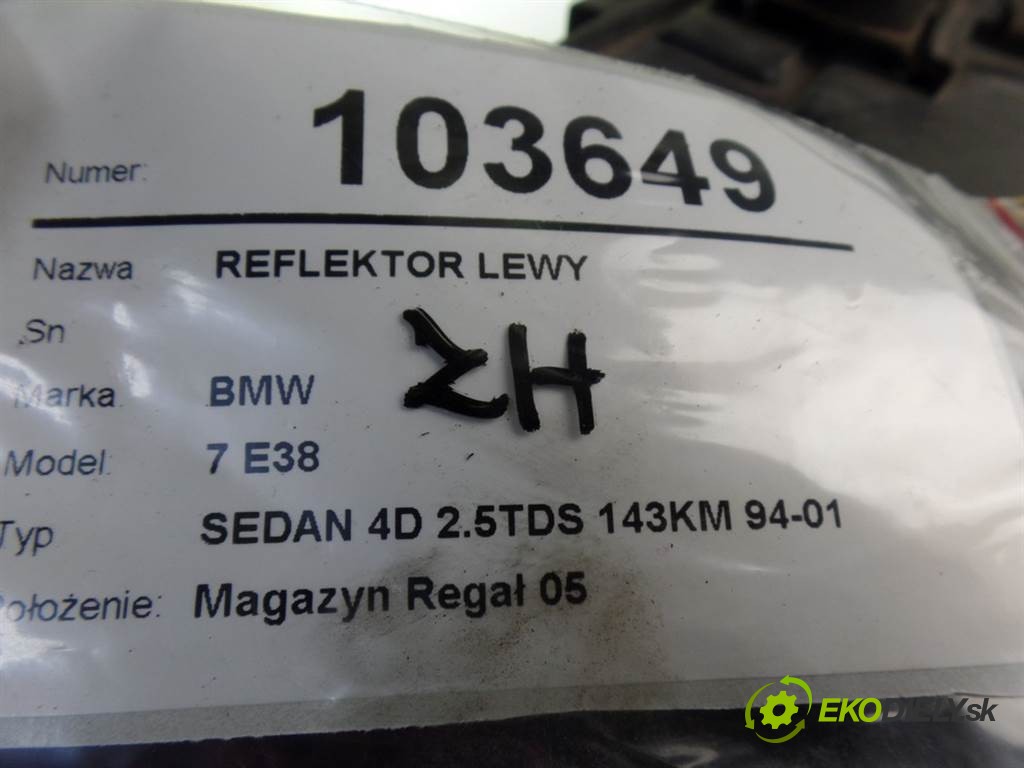 Numer: 103649
Nazwa REFLEKTOR LEWY
Sn
ZH
Marka BMW
Model: 7 E38
Typ SEDAN 4D 2.5TDS 143KM 94-01
Położenie: Magazyn Regał 05
EKODIELY.sk